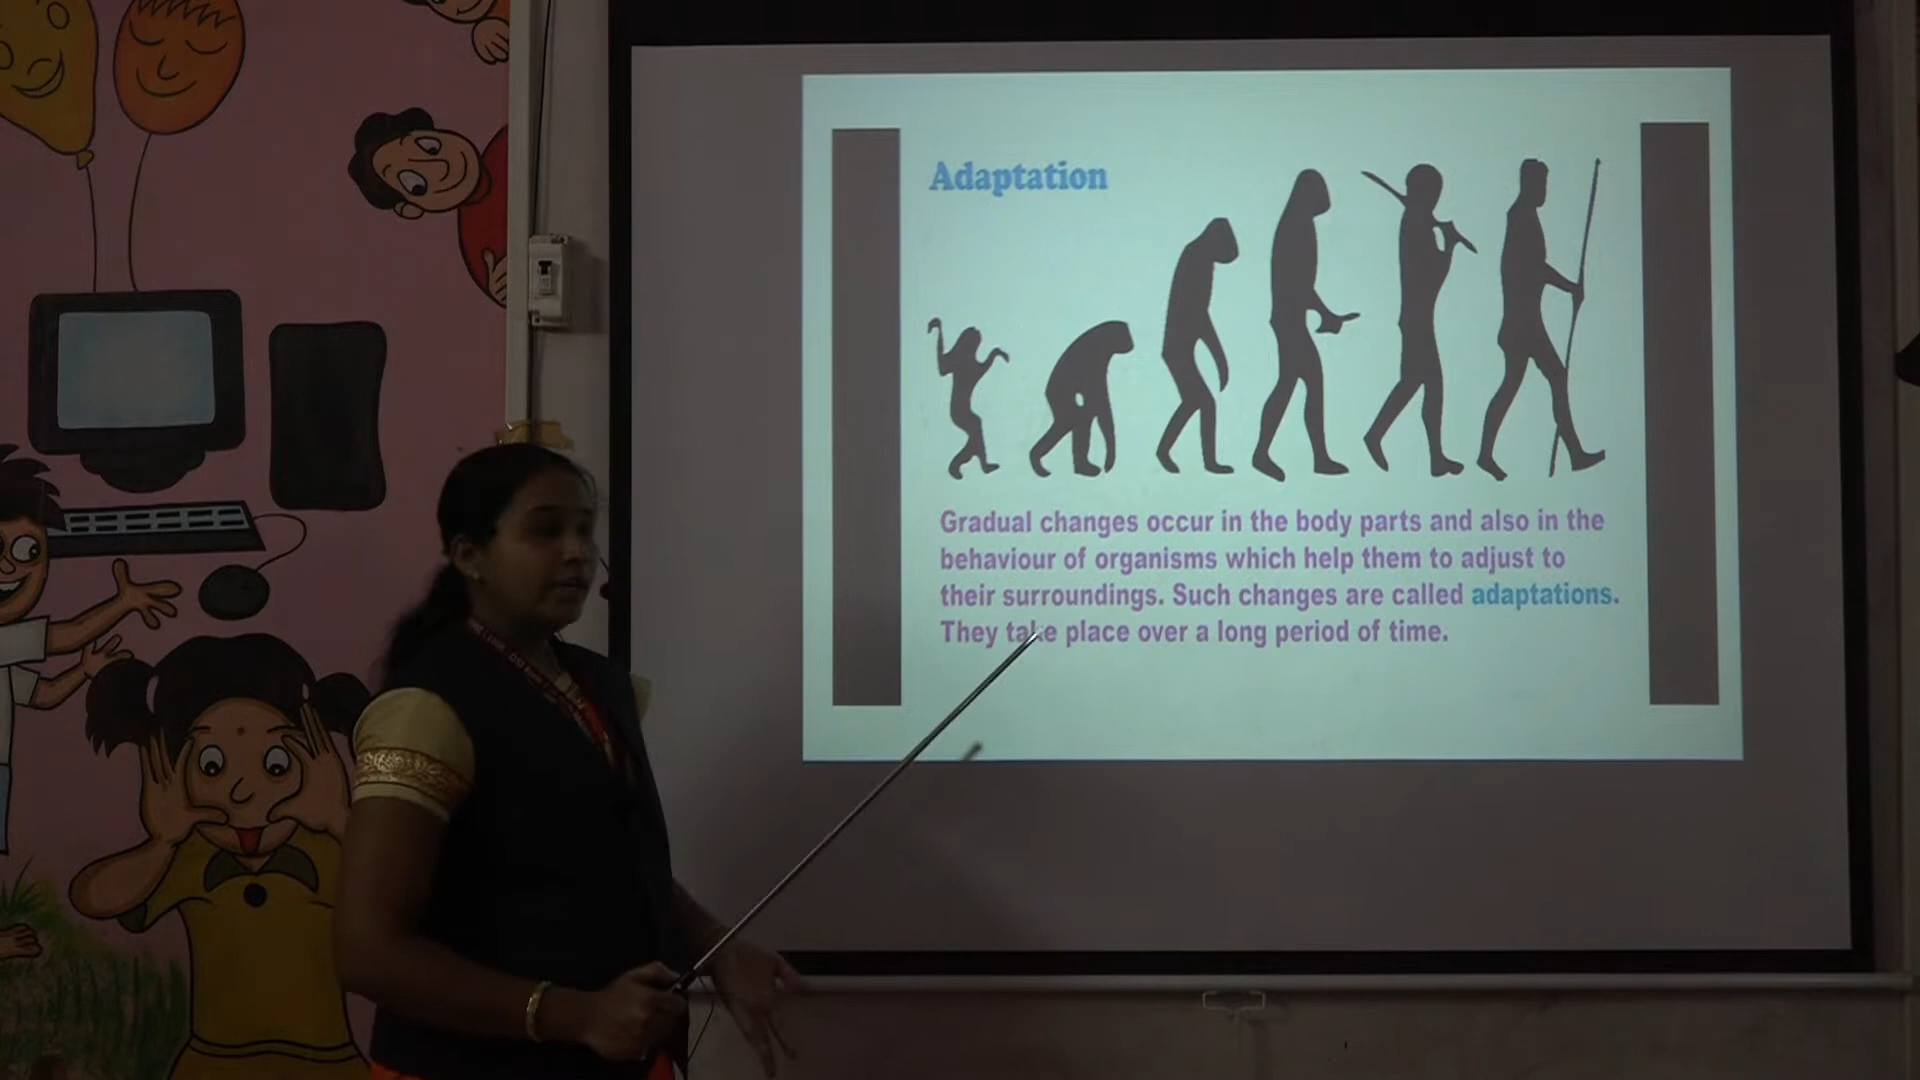 Adaptation
Gradual changes occur in the body parts and also in the
behaviour of organisms which help them to adjust to
their surroundings. Such changes are called adaptations.
They take place over a long period of time.